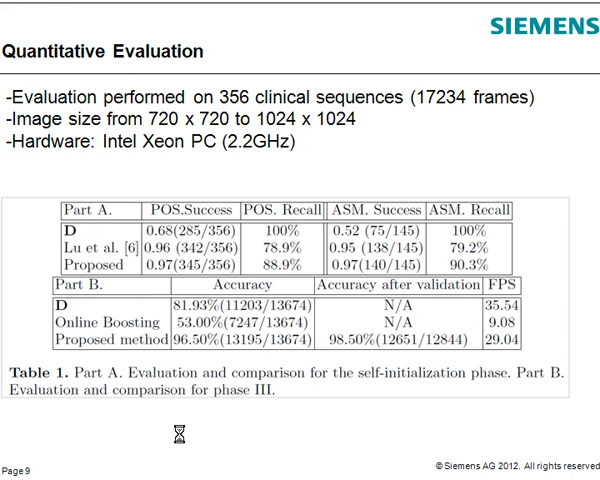 SIEMENS
Quantitative Evaluation
-Evaluation performed on 356 clinical sequences (17234 frames)
-Image size from 720 x 720 to 1024 x 1024
-Hardware: Intel Xeon PC (2.2GHz)
Part A. POS.Success POS. Recall ASM. Success ASM. Recall
D 0.68(285/356) 100% 0.52 (75/145) 100%
Lu et al. [6] 0.96 (342/356) 78.9% 0.95 (138/145) 79.2%
Proposed 0.97(345/356) 88.9% 0.97(140/145) 90.3%
Part B. Accuracy Accuracy after validation FPS
D 81.93%(11203/13674) N/A 35.54
Online Boosting 53.00%(7247/13674) N/A 9.08
Proposed method 96.50%(13195/13674) 98.50%(12651/12844) 29.04
Table 1. Part A. Evaluation and comparison for the self-initialization phase. Part B.
Evaluation and comparison for phase III.
Page 9
© Siemens AG 2012. All rights reserved